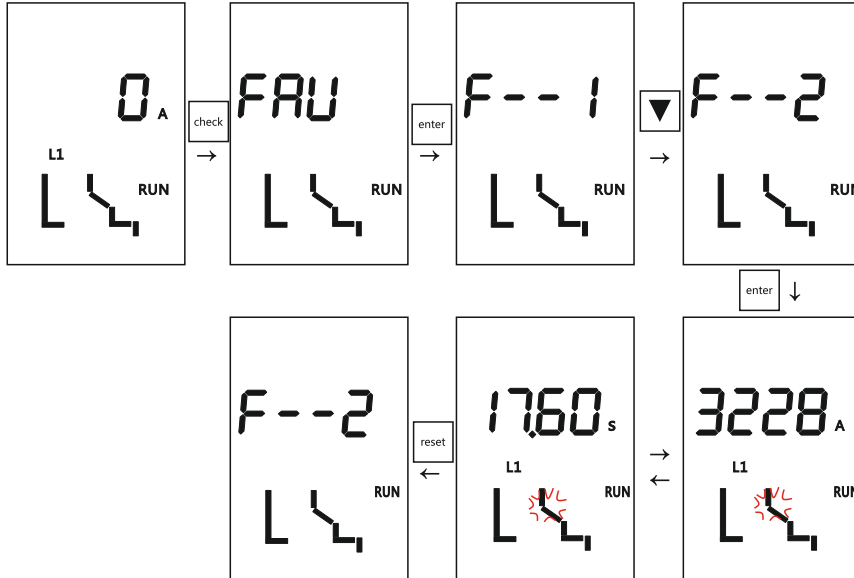 0 A
L1
RUN
check
→
FAU
RUN
enter
→
F--1
RUN
▼
→
F--2
RUN
enter ↓
3228 A
L1
RUN
→
←
17.60 s
L1
RUN
reset
←
F--2
RUN